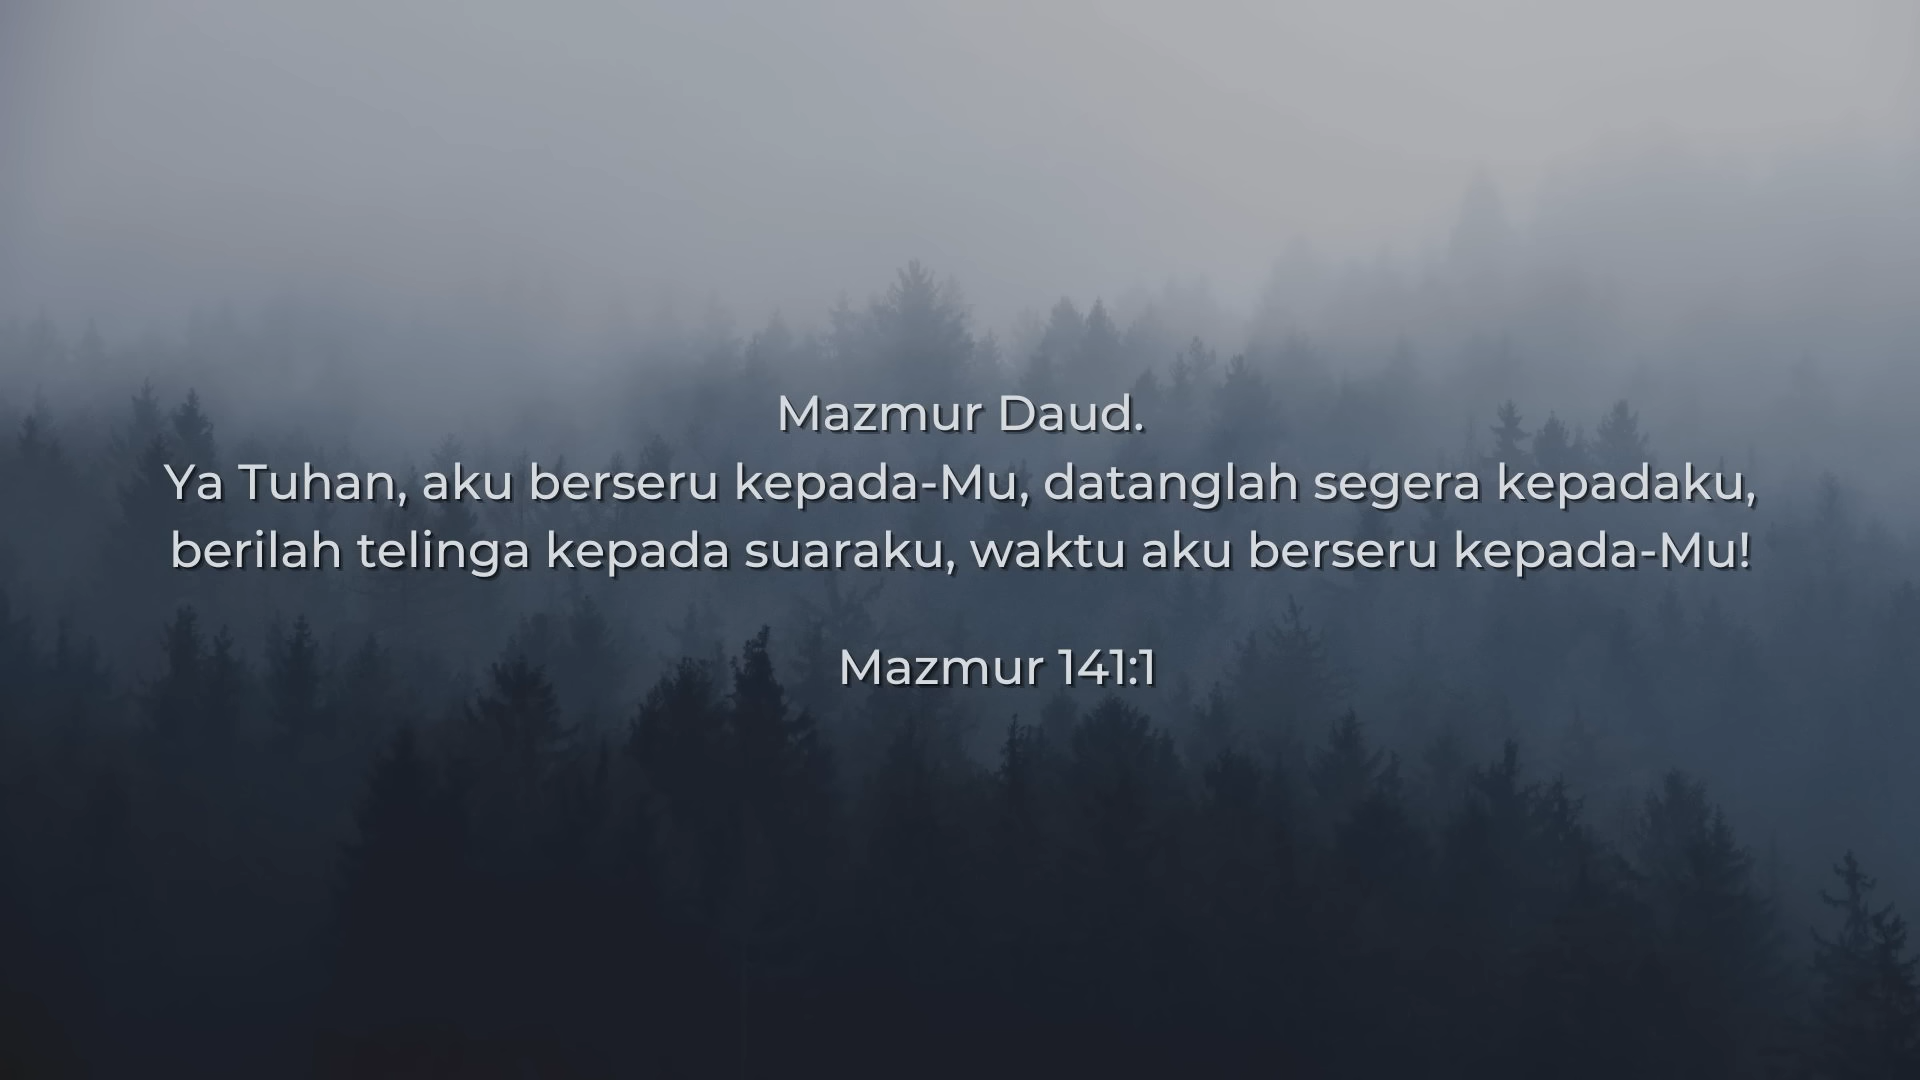 Mazmur Daud.
Ya Tuhan, aku berseru kepada-Mu, datanglah segera kepadaku,
berilah telinga kepada suaraku, waktu aku berseru kepada-Mu!
Mazmur 141:1